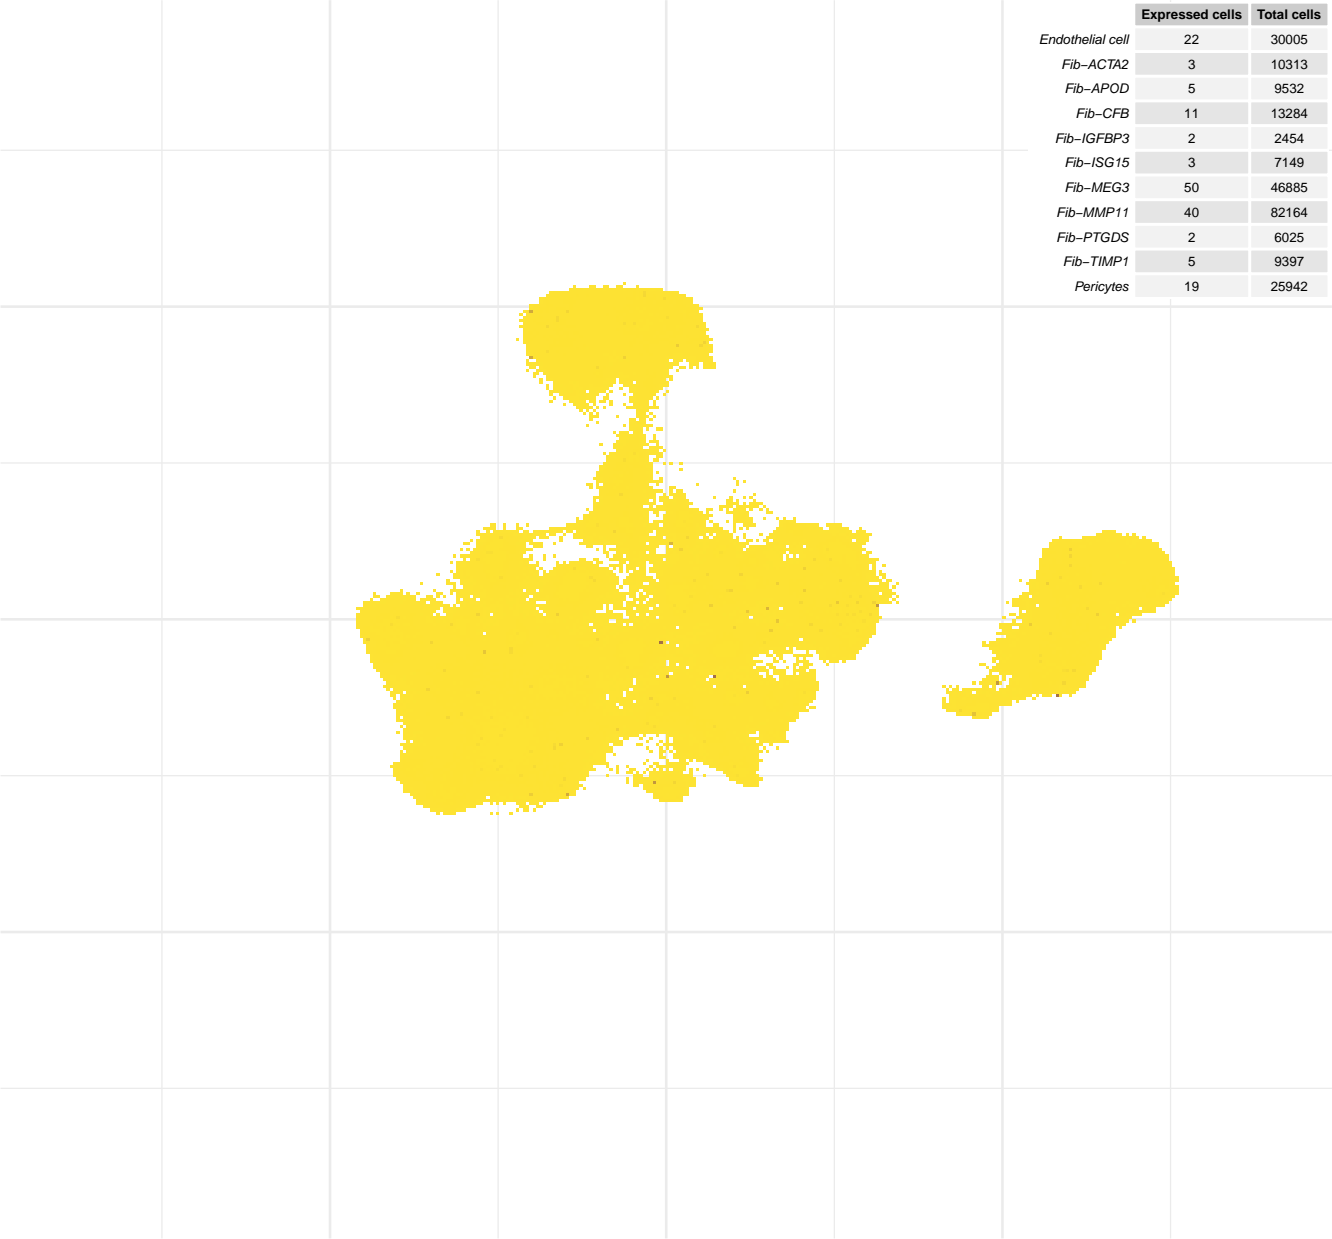 Expressed cells Total cells
Endothelial cell 22 30005
Fib−ACTA2 3 10313
Fib−APOD 5 9532
Fib−CFB 11 13284
Fib−IGFBP3 2 2454
Fib−ISG15 3 7149
Fib−MEG3 50 46885
Fib−MMP11 40 82164
Fib−PTGDS 2 6025
Fib−TIMP1 5 9397
Pericytes 19 25942